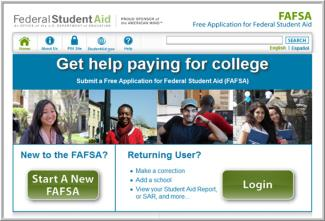 Federal Student Aid
PROUD SPONSOR of
the AMERICAN MIND™
FAFSA
Free Application for Federal Student Aid
Home
About Us
FSA Site
StudentAid.gov
Help
SEARCH
English | Español
Get help paying for college
Submit a Free Application for Federal Student Aid (FAFSA)
New to the FAFSA?
Start A New
FAFSA
Returning User?
• Make a correction
• Add a school
• View your Student Aid Report,
or SAR, and more...
Login